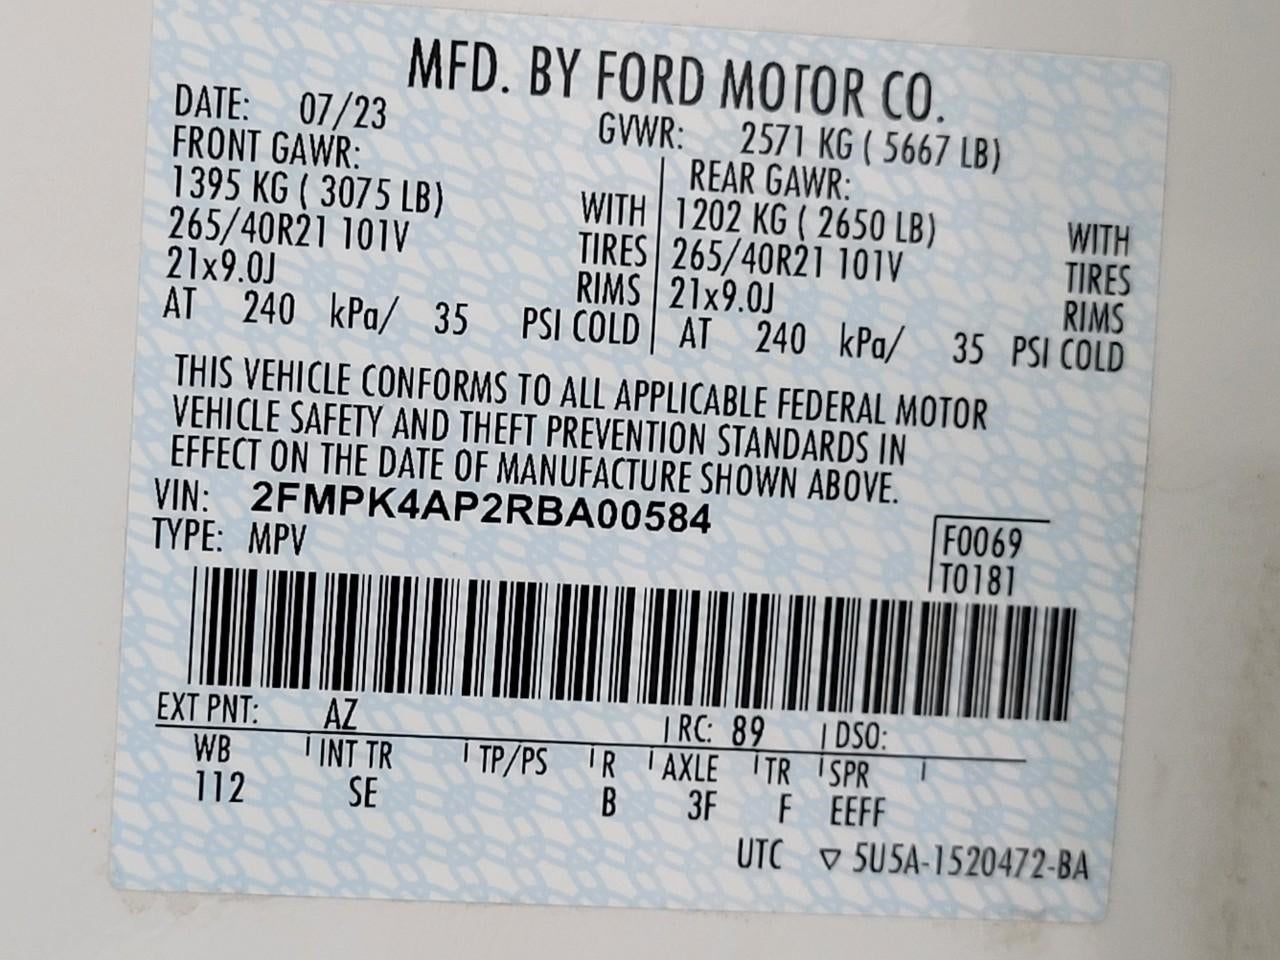 MFD. BY FORD MOTOR CO.
DATE: 07/23 GVWR: 2571 KG ( 5667 LB)
FRONT GAWR: REAR GAWR:
1395 KG ( 3075 LB) WITH 1202 KG ( 2650 LB) WITH
265/40R21 101V TIRES 265/40R21 101V TIRES
21x9.0J RIMS 21x9.0J RIMS
AT 240 kPa/ 35 PSI COLD AT 240 kPa/ 35 PSI COLD
THIS VEHICLE CONFORMS TO ALL APPLICABLE FEDERAL MOTOR
VEHICLE SAFETY AND THEFT PREVENTION STANDARDS IN
EFFECT ON THE DATE OF MANUFACTURE SHOWN ABOVE.
VIN: 2FMPK4AP2RBA00584
TYPE: MPV
F0069
T0181
EXT PNT: AZ RC: 89 DSO:
WB INT TR TP/PS R AXLE TR SPR
112 SE B 3F F EEFF
UTC ▽ 5U5A-1520472-BA